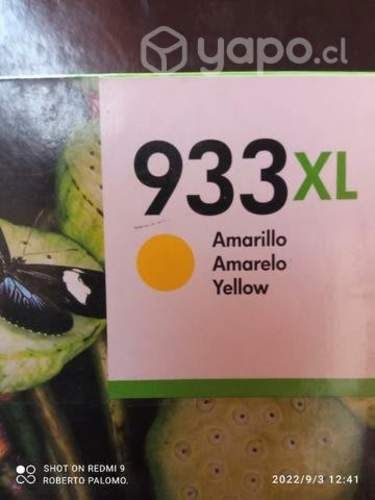 yapo.cl
933XL
Amarillo
Amarelo
Yellow
SHOT ON REDMI 9
ROBERTO PALOMO.
2022/9/3 12:41